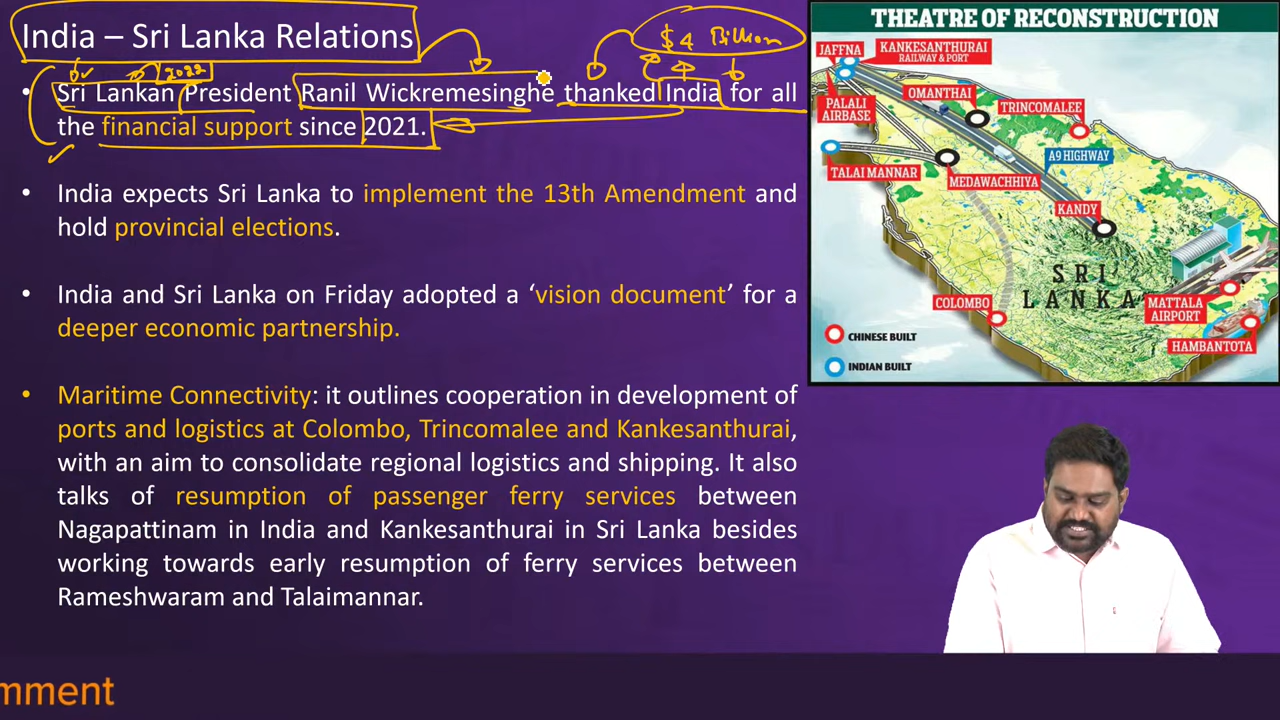 India – Sri Lanka Relations
$4 Billion
2022
• Sri Lankan President Ranil Wickremesinghe thanked India for all
the financial support since 2021.
• India expects Sri Lanka to implement the 13th Amendment and
hold provincial elections.
• India and Sri Lanka on Friday adopted a ‘vision document’ for a
deeper economic partnership.
• Maritime Connectivity: it outlines cooperation in development of
ports and logistics at Colombo, Trincomalee and Kankesanthurai,
with an aim to consolidate regional logistics and shipping. It also
talks of resumption of passenger ferry services between
Nagapattinam in India and Kankesanthurai in Sri Lanka besides
working towards early resumption of ferry services between
Rameshwaram and Talaimannar.
THEATRE OF RECONSTRUCTION
JAFFNA
KANKESANTHURAI
RAILWAY & PORT
OMANTHAI
TRINCOMALEE
PALALI
AIRBASE
A9 HIGHWAY
TALAI MANNAR
MEDAWACHHIYA
KANDY
SRI
LANKA
COLOMBO
MATTALA
AIRPORT
HAMBANTOTA
CHINESE BUILT
INDIAN BUILT
mment